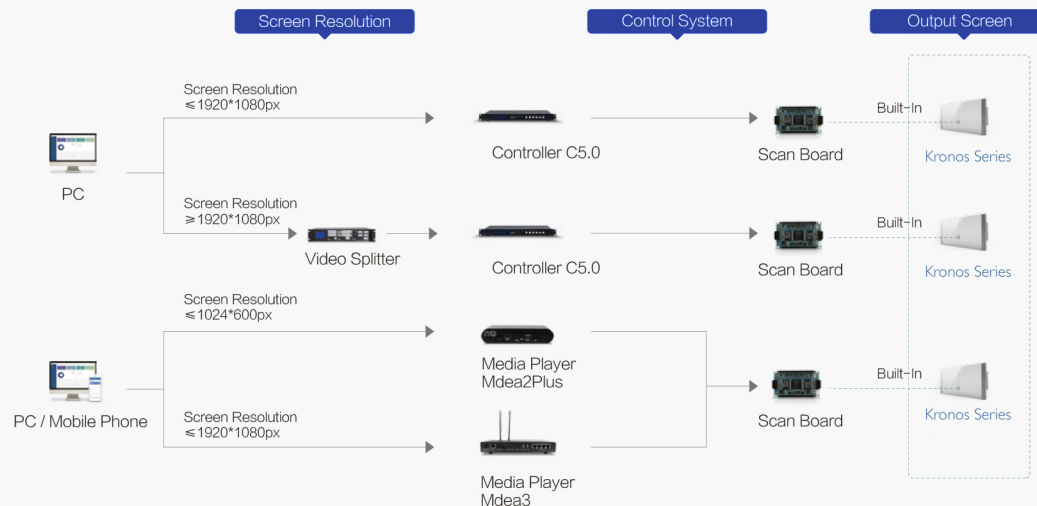 Screen Resolution
Control System
Output Screen
Screen Resolution
≤1920*1080px
Controller C5.0
Scan Board
Built-In
Kronos Series
PC
Screen Resolution
≥1920*1080px
Video Splitter
Controller C5.0
Scan Board
Built-In
Kronos Series
Screen Resolution
≤1024*600px
Media Player
Mdea2Plus
PC / Mobile Phone
Screen Resolution
≤1920*1080px
Media Player
Mdea3
Scan Board
Built-In
Kronos Series